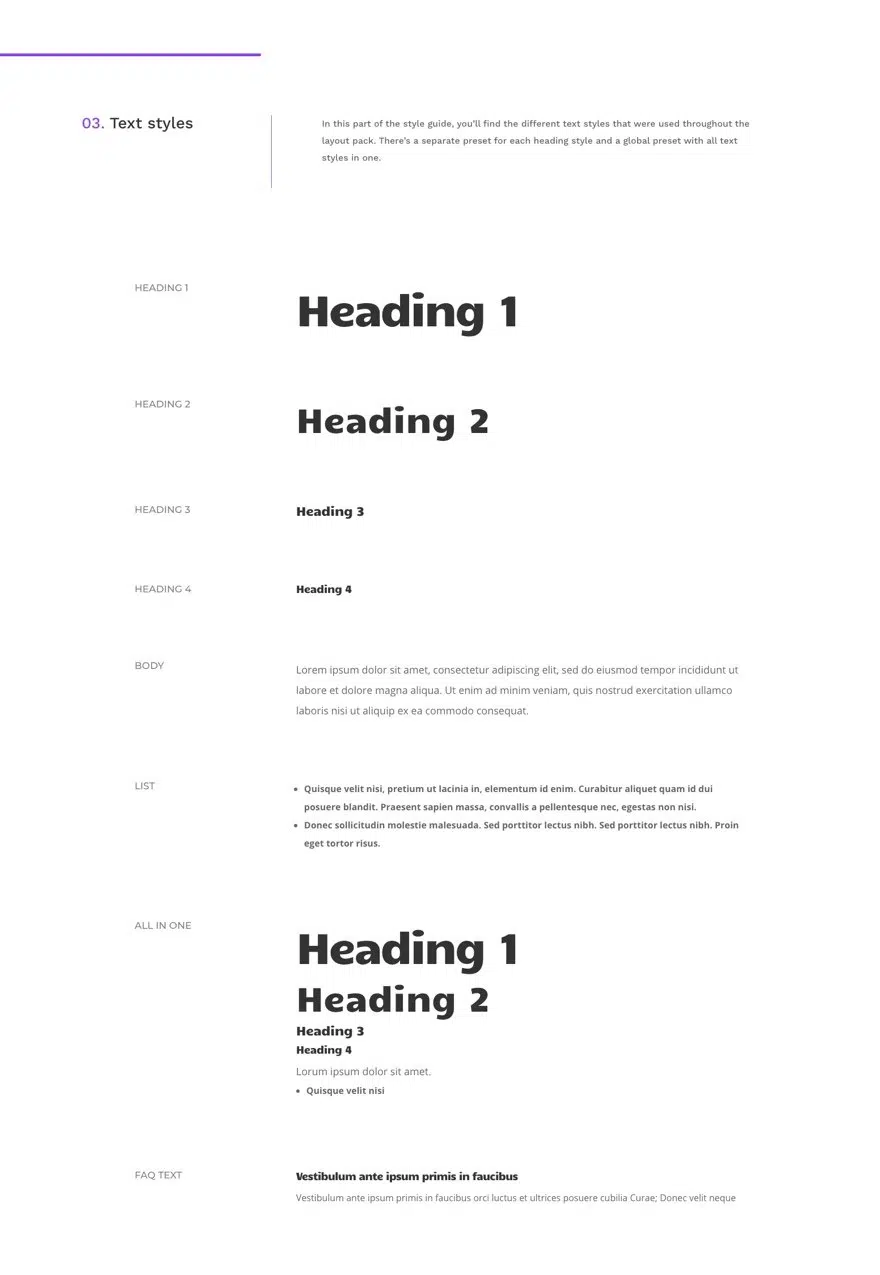 03. Text styles
In this part of the style guide, you'll find the different text styles that were used throughout the
layout pack. There's a separate preset for each heading style and a global preset with all text
styles in one.
HEADING 1
Heading 1
HEADING 2
Heading 2
HEADING 3
Heading 3
HEADING 4
Heading 4
BODY
Lorem ipsum dolor sit amet, consectetur adipiscing elit, sed do eiusmod tempor incididunt ut
labore et dolore magna aliqua. Ut enim ad minim veniam, quis nostrud exercitation ullamco
laboris nisi ut aliquip ex ea commodo consequat.
LIST
• Quisque velit nisi, pretium ut lacinia in, elementum id enim. Curabitur aliquet quam id dui
posuere blandit. Praesent sapien massa, convallis a pellentesque nec, egestas non nisi.
• Donec sollicitudin molestie malesuada. Sed porttitor lectus nibh. Sed porttitor lectus nibh. Proin
eget tortor risus.
ALL IN ONE
Heading 1
Heading 2
Heading 3
Heading 4
Lorum ipsum dolor sit amet.
• Quisque velit nisi
FAQ TEXT
Vestibulum ante ipsum primis in faucibus
Vestibulum ante ipsum primis in faucibus orci luctus et ultrices posuere cubilia Curae; Donec velit neque